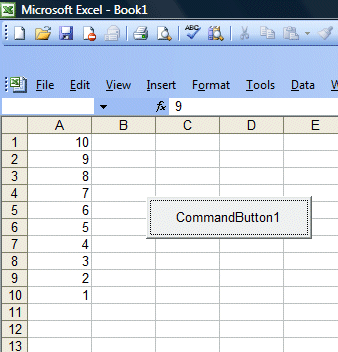 Microsoft Excel - Book1
File Edit View Insert Format Tools Data
fx 9
A B C D E
1 10
2 9
3 8
4 7
5 6
6 5
7 4
8 3
9 2
10 1
11
12
13
CommandButton1